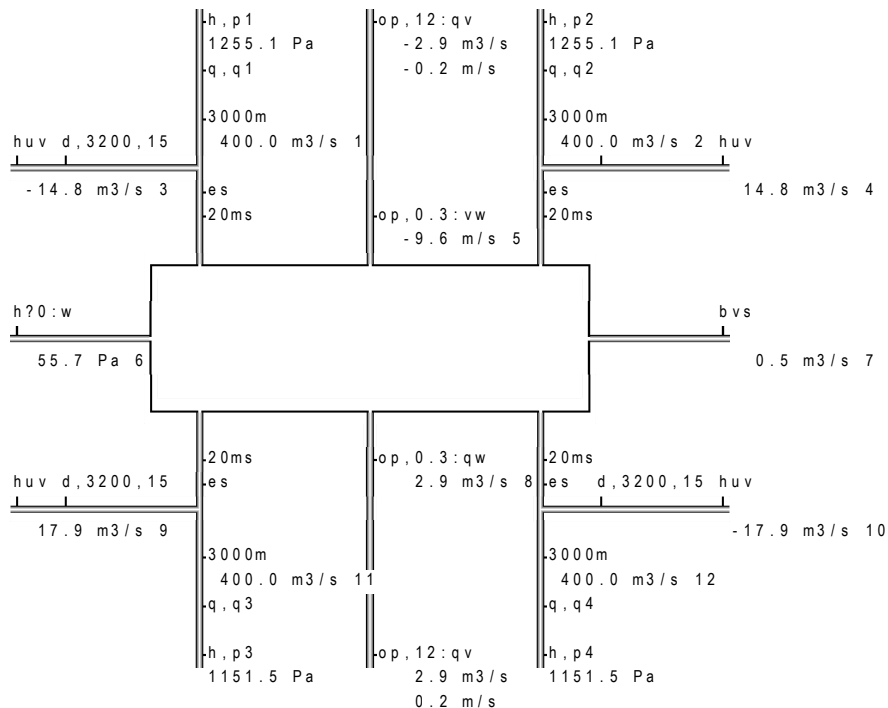 h,p1 op,12:qv h,p2
1255.1 Pa -2.9 m3/s 1255.1 Pa
q,q1 -0.2 m/s q,q2
3000m 3000m
huv d,3200,15 400.0 m3/s 1 400.0 m3/s 2 huv
-14.8 m3/s 3 es es 14.8 m3/s 4
20ms op,0.3:vw 20ms
-9.6 m/s 5
h?0:w bvs
55.7 Pa 6 0.5 m3/s 7
20ms op,0.3:qw 20ms
huv d,3200,15 es 2.9 m3/s 8 es d,3200,15 huv
17.9 m3/s 9 -17.9 m3/s 10
3000m 3000m
400.0 m3/s 11 400.0 m3/s 12
q,q3 q,q4
h,p3 op,12:qv h,p4
1151.5 Pa 2.9 m3/s 1151.5 Pa
0.2 m/s